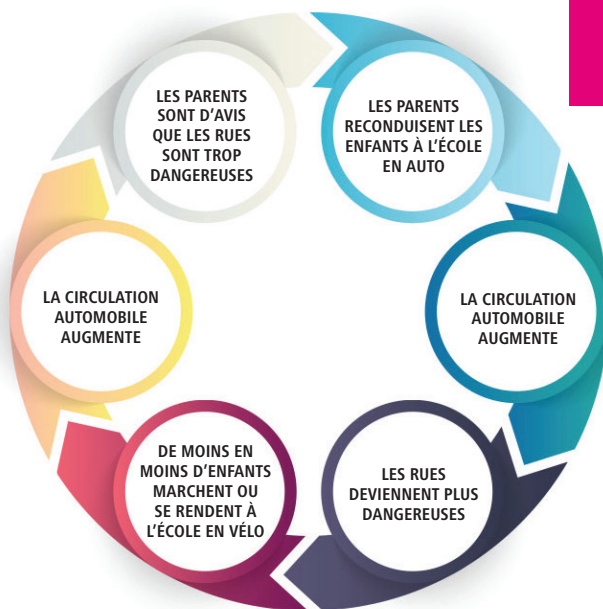 LES PARENTS
SONT D'AVIS
QUE LES RUES
SONT TROP
DANGEREUSES
LES PARENTS
RECONDUISENT LES
ENFANTS À L'ÉCOLE
EN AUTO
LA CIRCULATION
AUTOMOBILE
AUGMENTE
LES RUES
DEVIENNENT PLUS
DANGEREUSES
DE MOINS EN
MOINS D'ENFANTS
MARCHENT OU
SE RENDENT À
L'ÉCOLE EN VÉLO
LA CIRCULATION
AUTOMOBILE
AUGMENTE